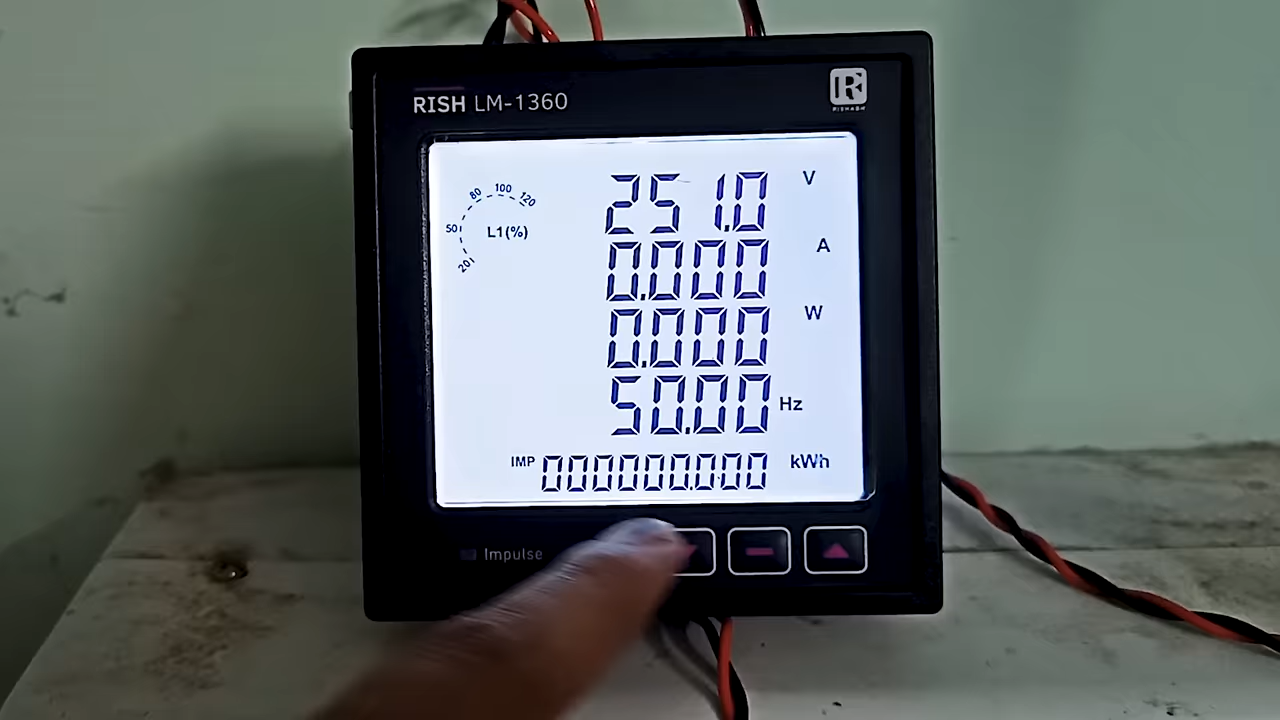 RISH LM-1360
R
RISHABH
251.0 V
20 50 80 100 120
L1(%)
0.000 A
0.000 W
50.00 Hz
IMP 000000.000 kWh
Impulse